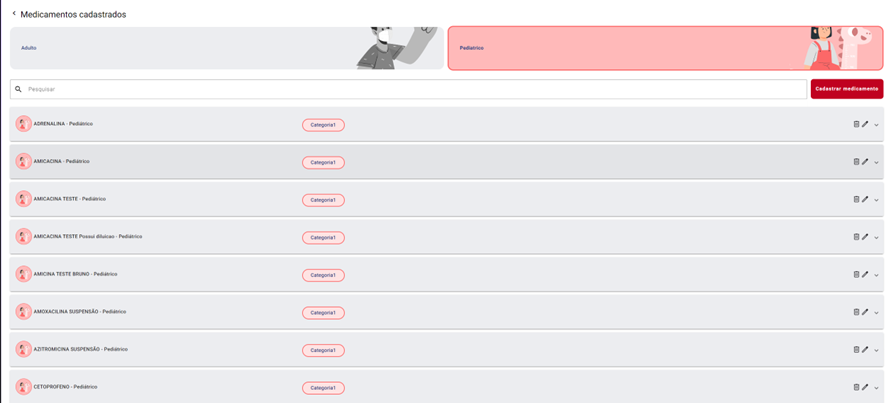 Medicamentos cadastrados
Adulto
Pediatrico
Pesquisar
Cadastrar medicamento
ADRENALINA - Pediátrico
Categoria1
AMICACINA - Pediátrico
Categoria1
AMICACINA TESTE - Pediátrico
Categoria1
AMICACINA TESTE Possui diluicao - Pediátrico
Categoria1
AMICINA TESTE BRUNO - Pediátrico
Categoria1
AMOXACILINA SUSPENSÃO - Pediátrico
Categoria1
AZITROMICINA SUSPENSÃO - Pediátrico
Categoria1
CETOPROFENO - Pediátrico
Categoria1